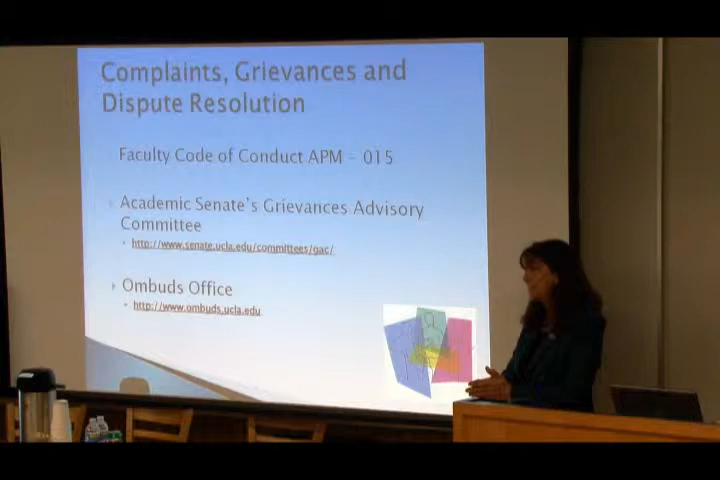 Complaints, Grievances and
Dispute Resolution
Faculty Code of Conduct APM - 015
Academic Senate's Grievances Advisory
Committee
http://www.senate.ucla.edu/committees/gac/
Ombuds Office
http://www.ombuds.ucla.edu